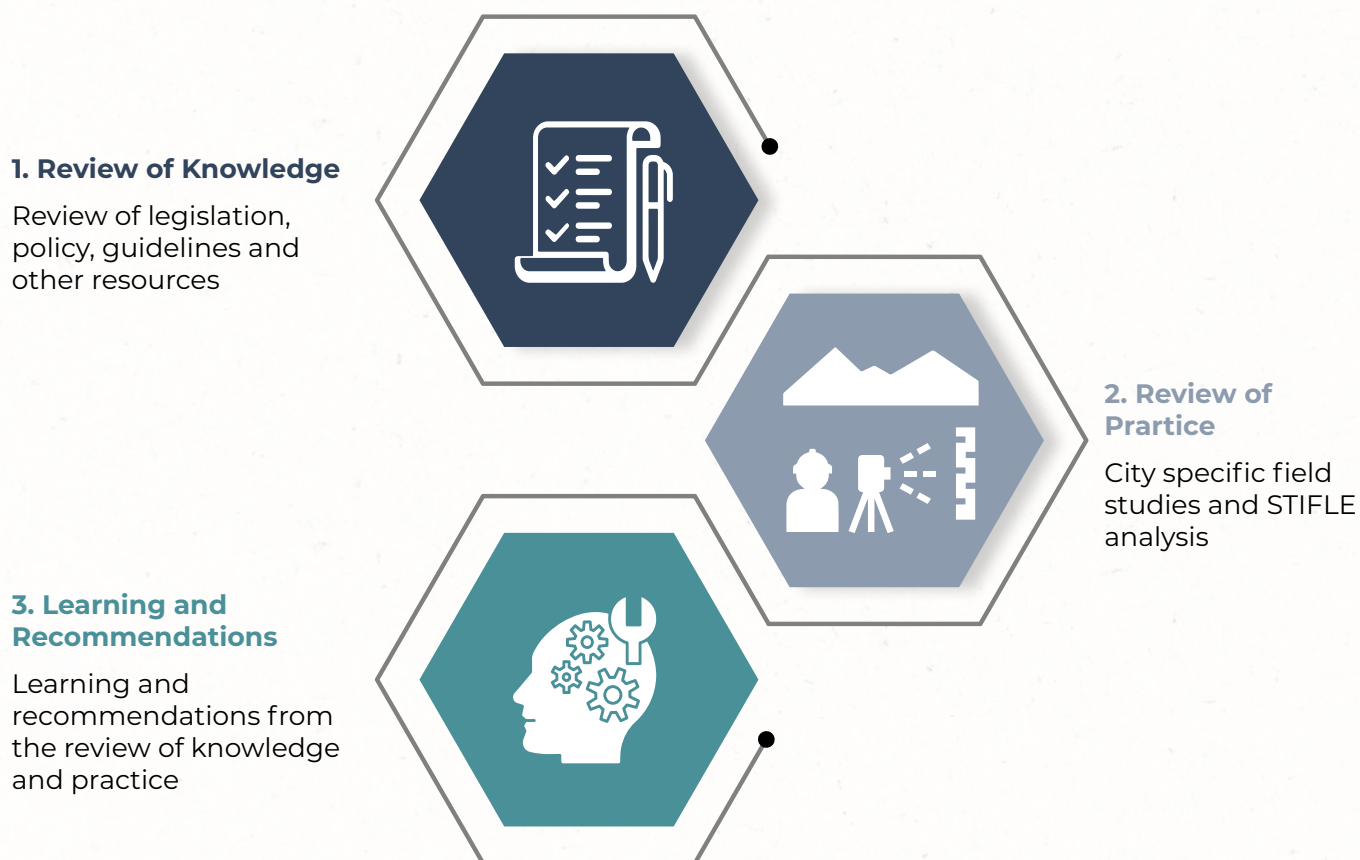 1. Review of Knowledge
Review of legislation,
policy, guidelines and
other resources
2. Review of
Prartice
City specific field
studies and STIFLE
analysis
3. Learning and
Recommendations
Learning and
recommendations from
the review of knowledge
and practice